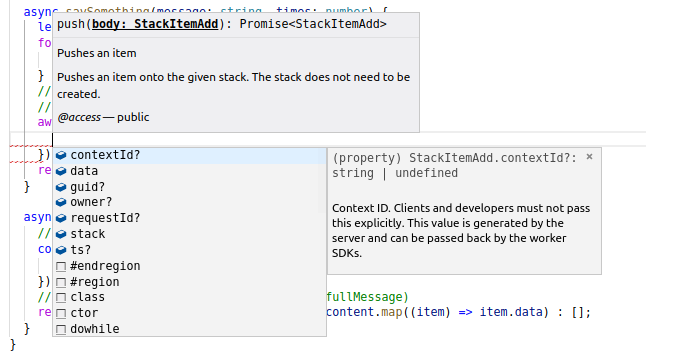 async saySomething(message: string, times: number) {
le
push(body: StackItemAdd): Promise<StackItemAdd>
fo
Pushes an item
Pushes an item onto the given stack. The stack does not need to be
}
//
created.
//
@access — public
aw
})
contextId?
data
guid?
owner?
requestId?
stack
ts?
#endregion
#region
class
ctor
dowhile
(property) StackItemAdd.contextId?: ×
string | undefined
Context ID. Clients and developers must not pass
this explicitly. This value is generated by the
server and can be passed back by the worker
SDKs.
re
}
asyn
//
co
})
// fullMessage)
re content.map((item) => item.data) : [];
}
}